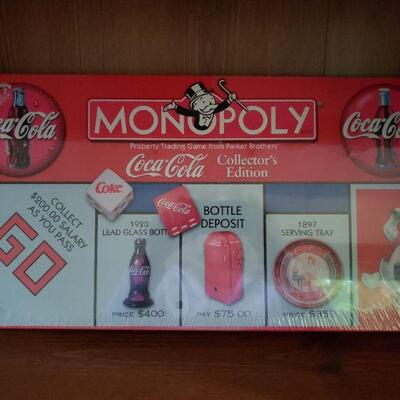 MONOPOLY
Property Trading Game from Parker Brothers
Coca-Cola
Coca-Cola
Coca-Cola Collector's
Edition
COLLECT
$200.00 SALARY
AS YOU PASS
GO
Coke
Coca-Cola
1920
LEAD GLASS BOTT
PRICE $400
BOTTLE
DEPOSIT
PAY $75.00
1897
SERVING TRAY
PRICE $350